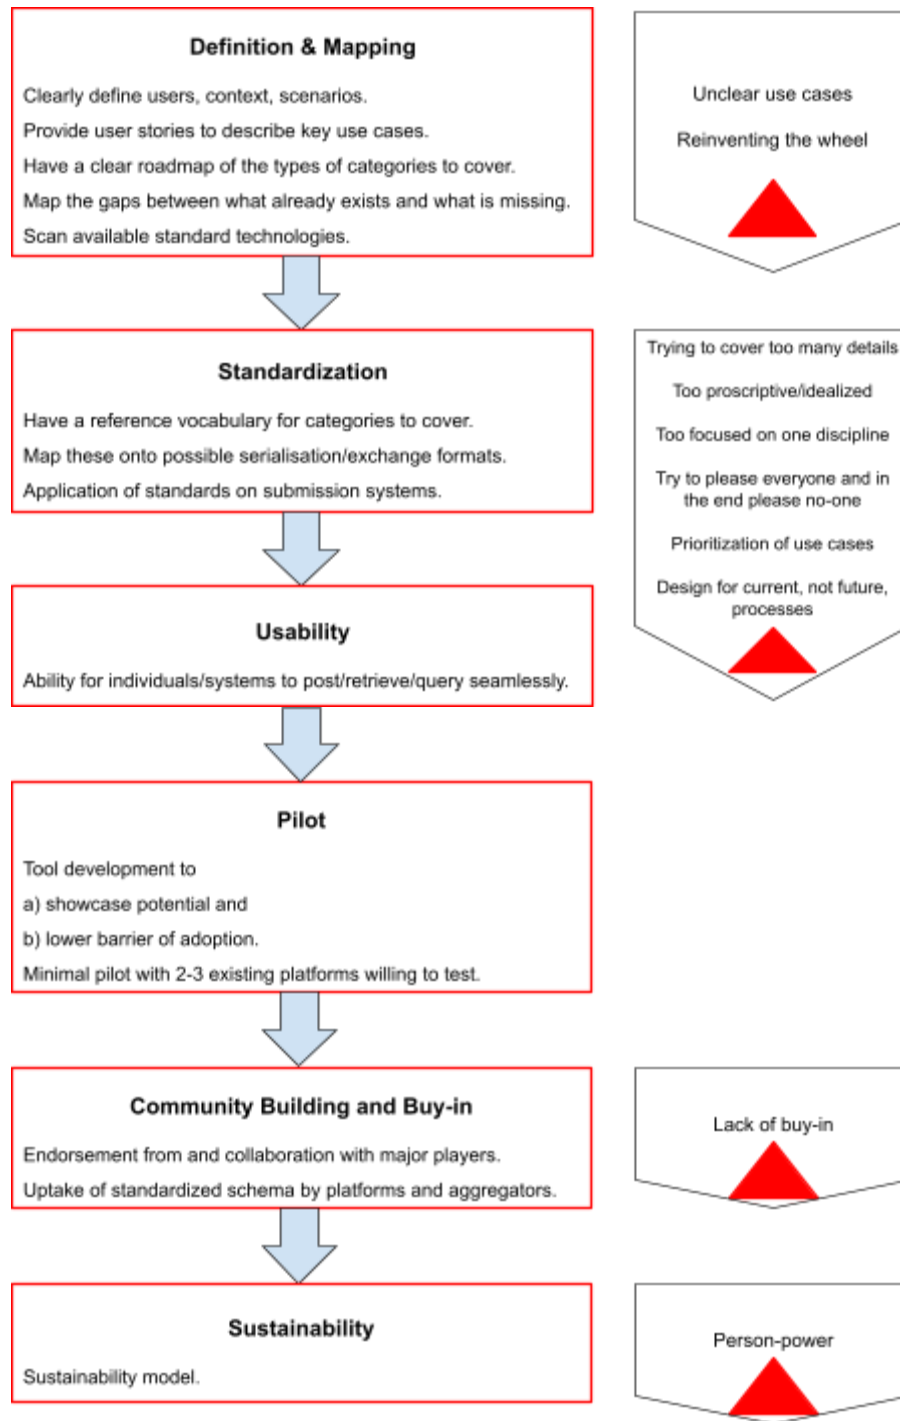 Definition & Mapping
Clearly define users, context, scenarios.
Provide user stories to describe key use cases.
Have a clear roadmap of the types of categories to cover.
Map the gaps between what already exists and what is missing.
Scan available standard technologies.
Unclear use cases
Reinventing the wheel
Standardization
Have a reference vocabulary for categories to cover.
Map these onto possible serialisation/exchange formats.
Application of standards on submission systems.
Trying to cover too many details
Too proscriptive/idealized
Too focused on one discipline
Try to please everyone and in
the end please no-one
Prioritization of use cases
Design for current, not future,
processes
Usability
Ability for individuals/systems to post/retrieve/query seamlessly.
Pilot
Tool development to
a) showcase potential and
b) lower barrier of adoption.
Minimal pilot with 2-3 existing platforms willing to test.
Community Building and Buy-in
Endorsement from and collaboration with major players.
Uptake of standardized schema by platforms and aggregators.
Lack of buy-in
Sustainability
Sustainability model.
Person-power